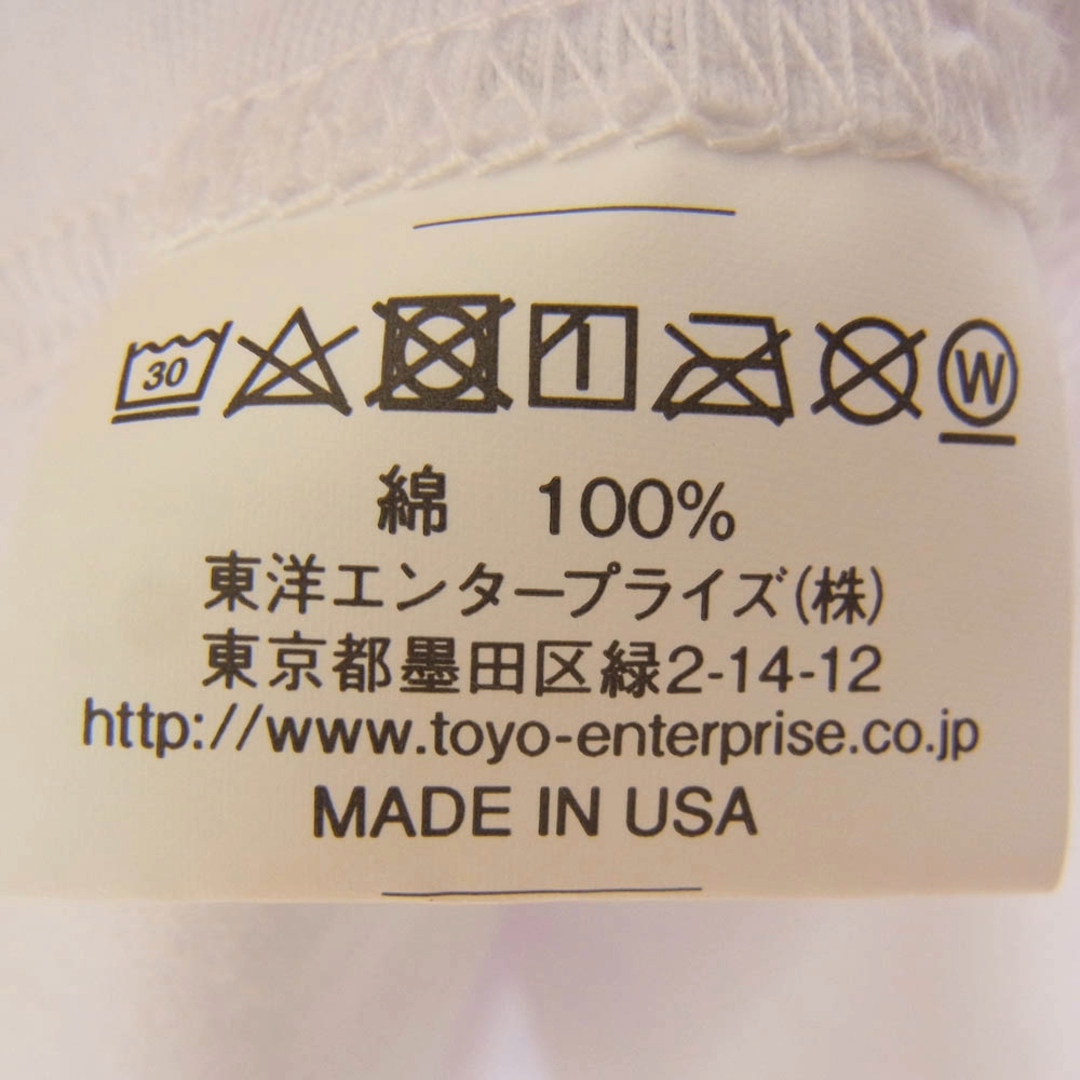 30 W
綿 100%
東洋エンタープライズ(株)
東京都墨田区緑2-14-12
http://www.toyo-enterprise.co.jp
MADE IN USA